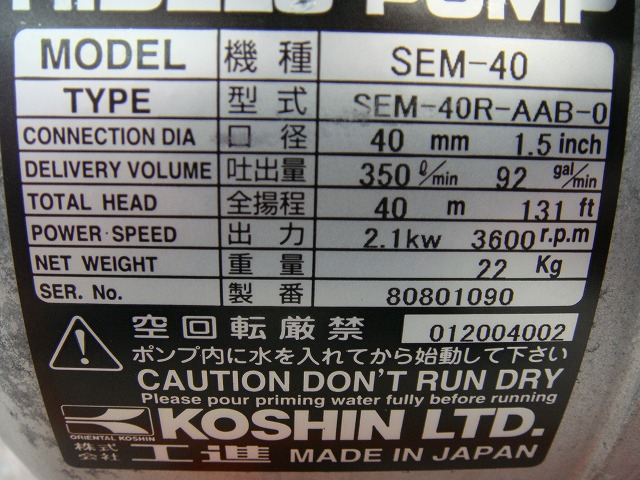 PUMP
MODEL 機種 SEM-40
TYPE 型式 SEM-40R-AAB-0
CONNECTION DIA 口径 40 mm 1.5 inch
DELIVERY VOLUME 吐出量 350 ℓ/min 92 gal/min
TOTAL HEAD 全揚程 40 m 131 ft
POWER·SPEED 出力 2.1kw 3600 r.p.m
NET WEIGHT 重量 22 Kg
SER. No. 製番 80801090
空回転厳禁 012004002
ポンプ内に水を入れてから始動して下さい
CAUTION DON'T RUN DRY
Please pour priming water fully before running
ORIENTAL KOSHIN KOSHIN LTD.
株式会社 工進 MADE IN JAPAN